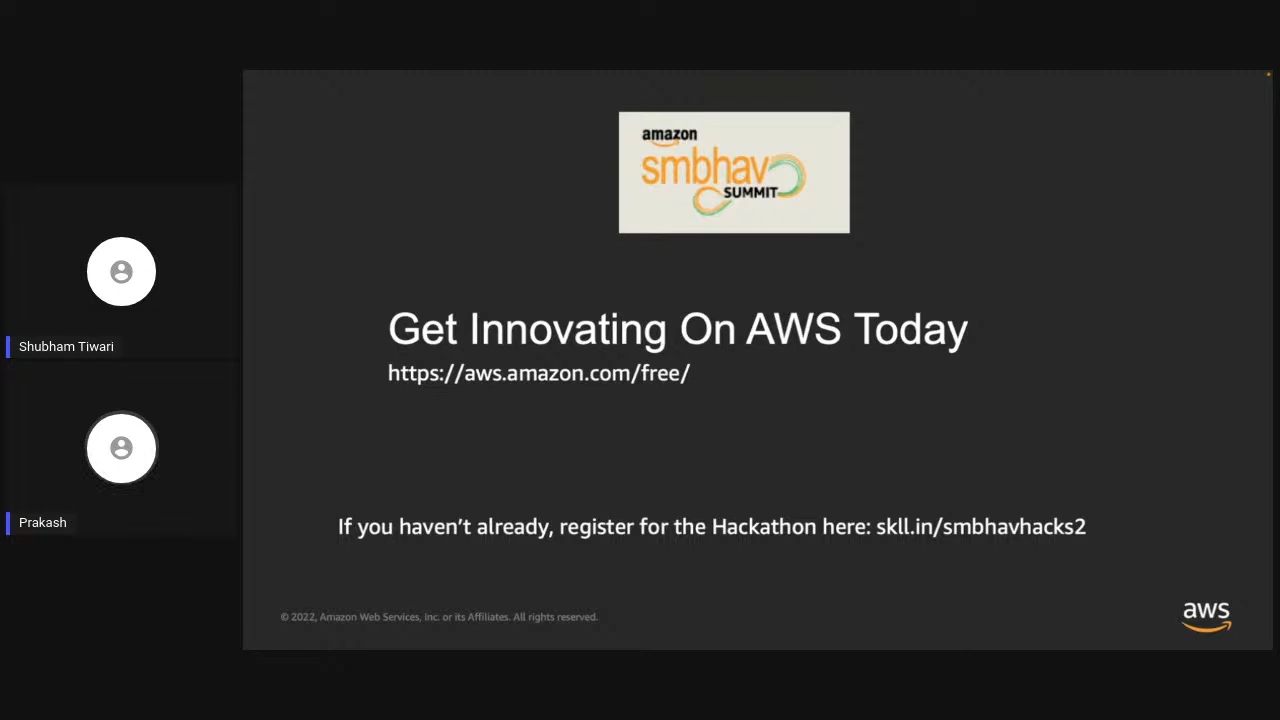 amazon
smbhav
SUMMIT
Get Innovating On AWS Today
https://aws.amazon.com/free/
Shubham Tiwari
Prakash
If you haven't already, register for the Hackathon here: skll.in/smbhavhacks2
© 2022, Amazon Web Services, Inc. or its Affiliates. All rights reserved.
aws